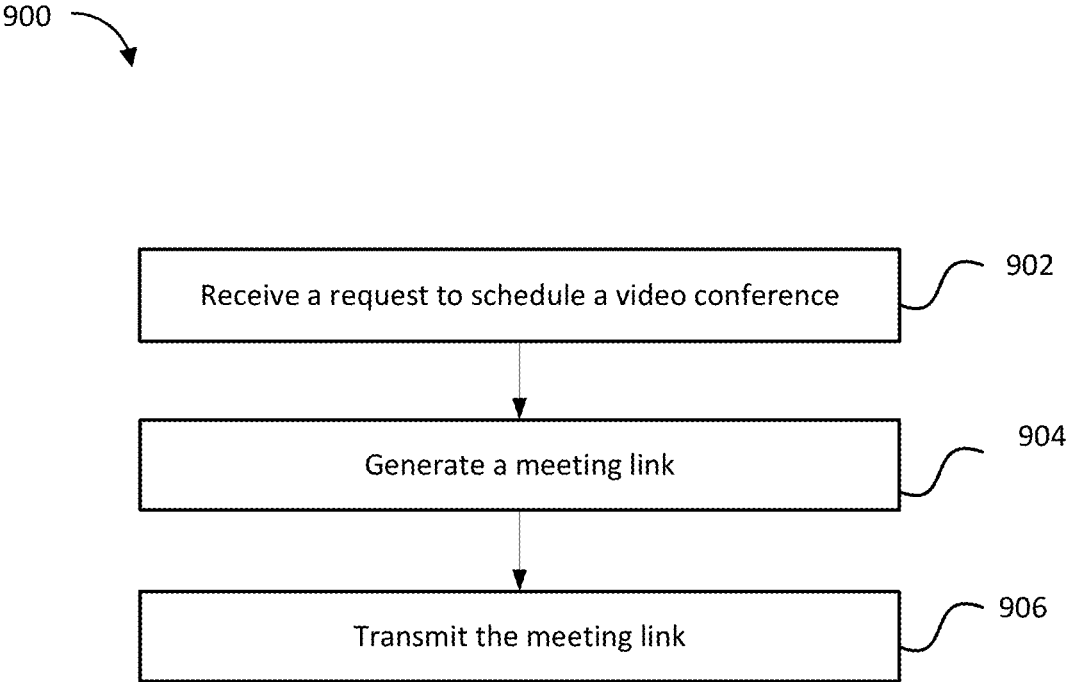 900
Receive a request to schedule a video conference
902
Generate a meeting link
904
Transmit the meeting link
906